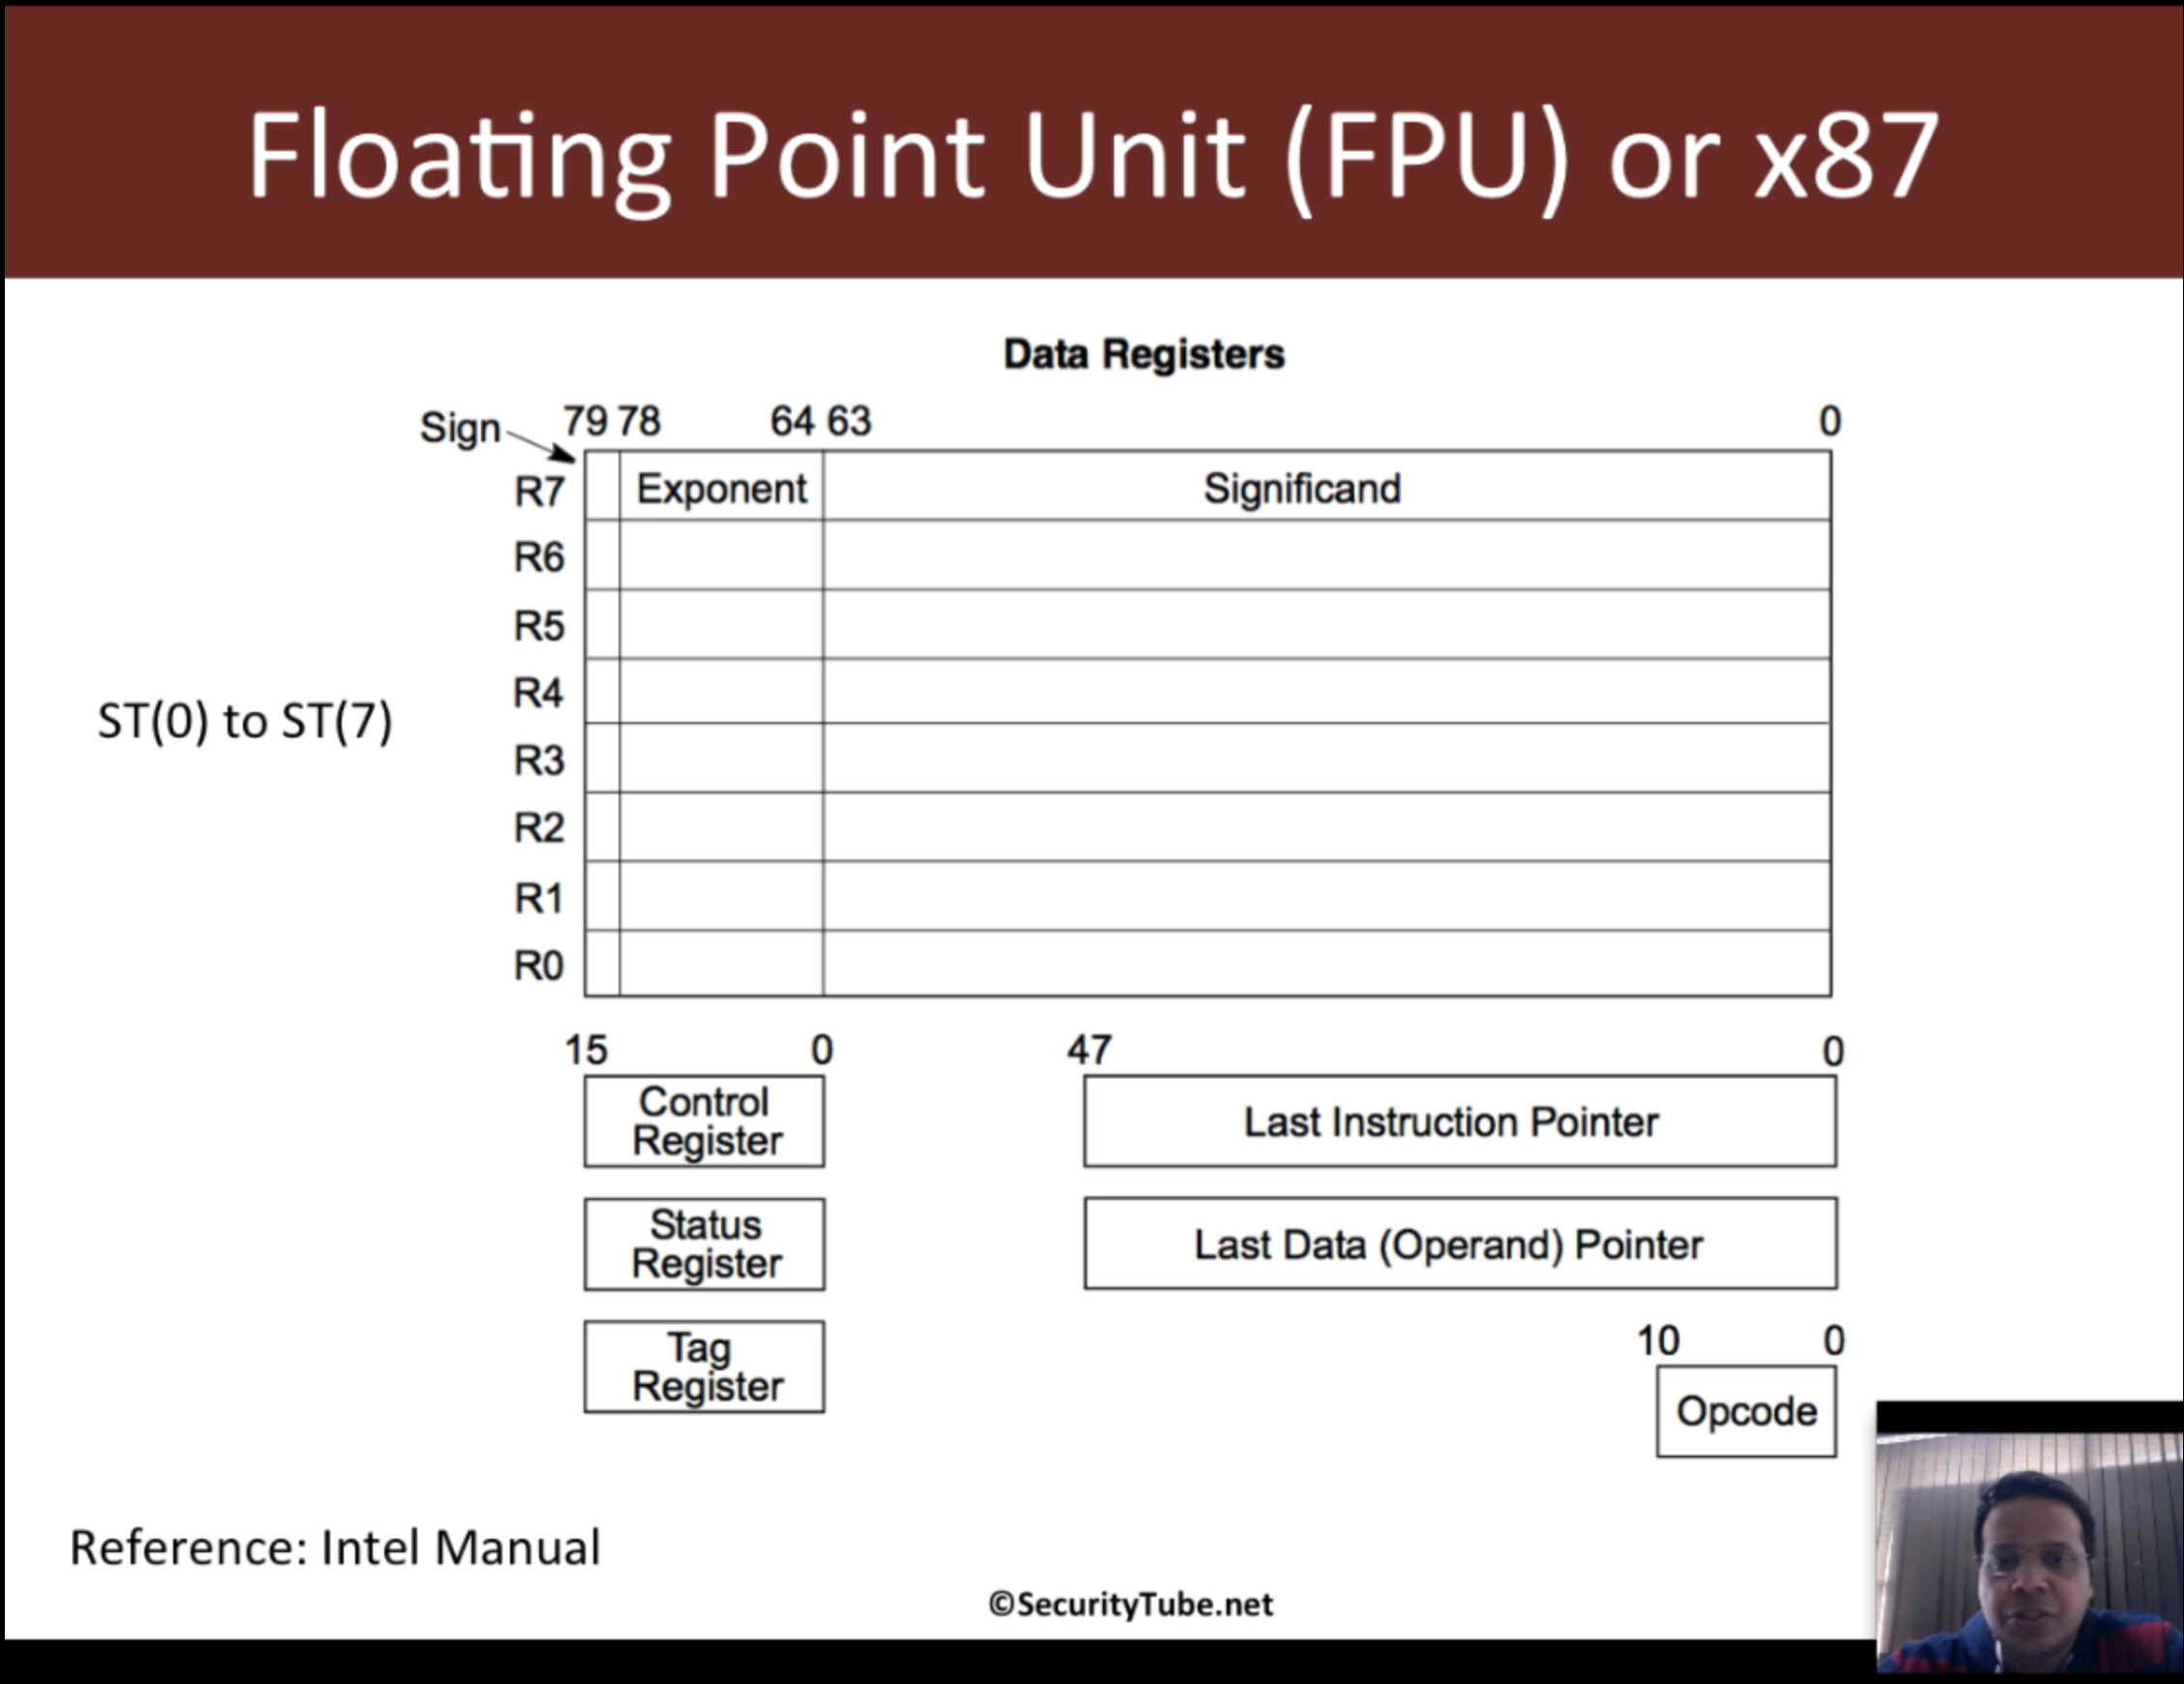 Floating Point Unit (FPU) or x87
Data Registers
Sign 79 78 64 63 0
R7 Exponent Significand
R6
R5
R4
ST(0) to ST(7)
R3
R2
R1
R0
15 0 47 0
Control
Register
Last Instruction Pointer
Status
Register
Last Data (Operand) Pointer
10 0
Tag
Register
Opcode
Reference: Intel Manual
©SecurityTube.net